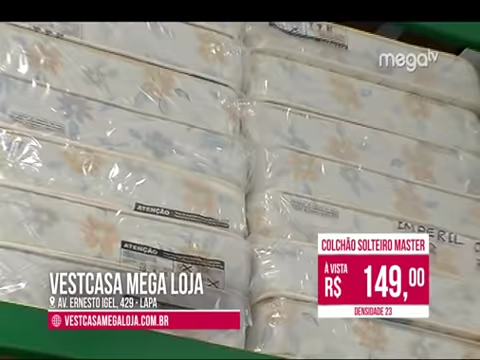 megatv
ATENÇÃO
ATENÇÃO
IMPERIL
VESTCASA MEGA LOJA
AV. ERNESTO IGEL, 429 - LAPA
VESTCASAMEGALOJA.COM.BR
COLCHÃO SOLTEIRO MASTER
À VISTA
R$ 149,00
DENSIDADE 23